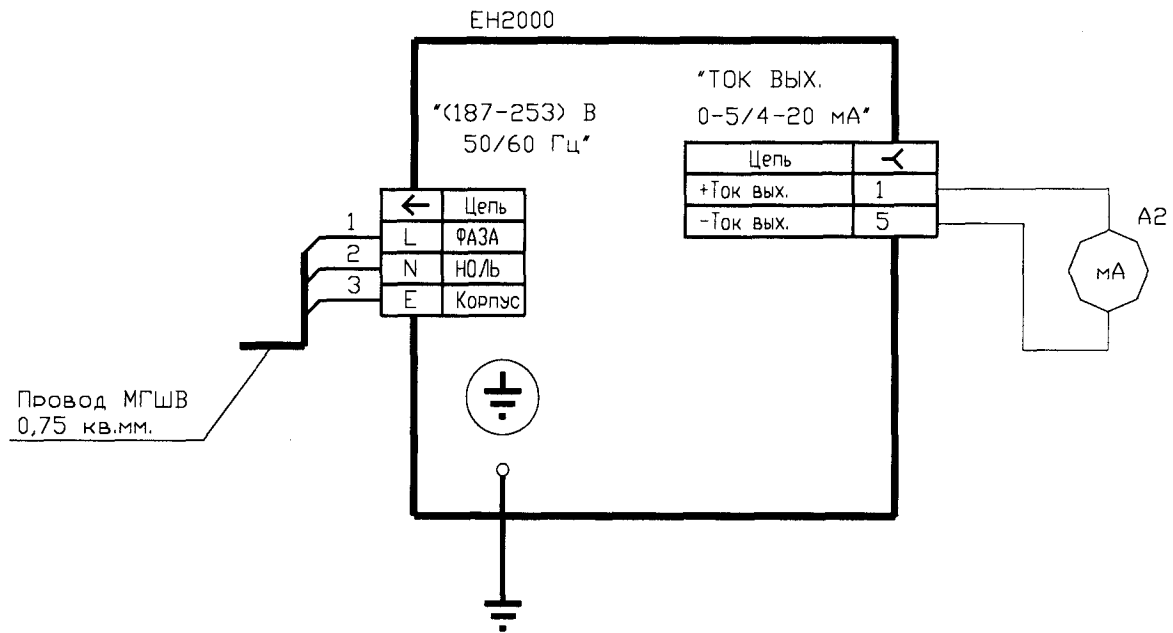 ЕН2000
"(187-253) В
50/60 Гц"
"ТОК ВЫХ.
0-5/4-20 мА"
Цепь
+Ток вых. 1
-Ток вых. 5
А2
мА
Цепь
1 L ФАЗА
2 N НОЛЬ
3 E Корпус
Провод МГШВ
0,75 кв.мм.